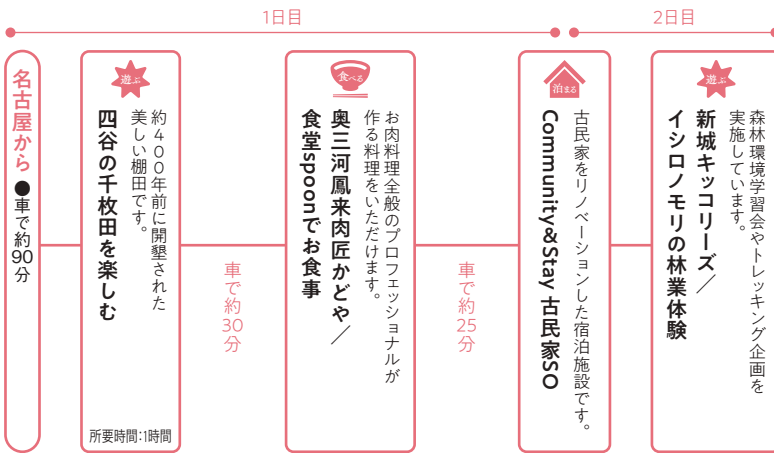 1日目
2日目
名古屋から ●車で約90分
遊ぶ
約400年前に開墾された
美しい棚田です。
四谷の千枚田を楽しむ
所要時間:1時間
車で約30分
食べる
お肉料理全般のプロフェッショナルが
作る料理をいただけます。
奥三河鳳来肉匠かどや／
食堂spoonでお食事
車で約25分
泊まる
古民家をリノベーションした宿泊施設です。
Community&Stay 古民家SO
遊ぶ
森林環境学習会やトレッキング企画を
実施しています。
新城キッコリーズ／
イシロノモリの林業体験